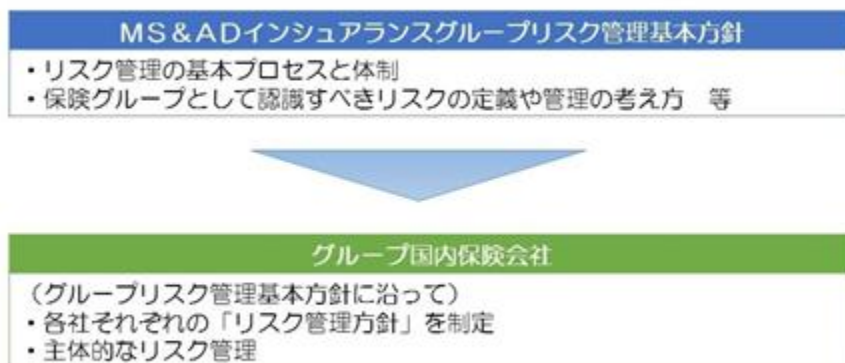 MS&ADインシュアランスグループリスク管理基本方針
・リスク管理の基本プロセスと体制
・保険グループとして認識すべきリスクの定義や管理の考え方　等
グループ国内保険会社
（グループリスク管理基本方針に沿って）
・各社それぞれの「リスク管理方針」を制定
・主体的なリスク管理